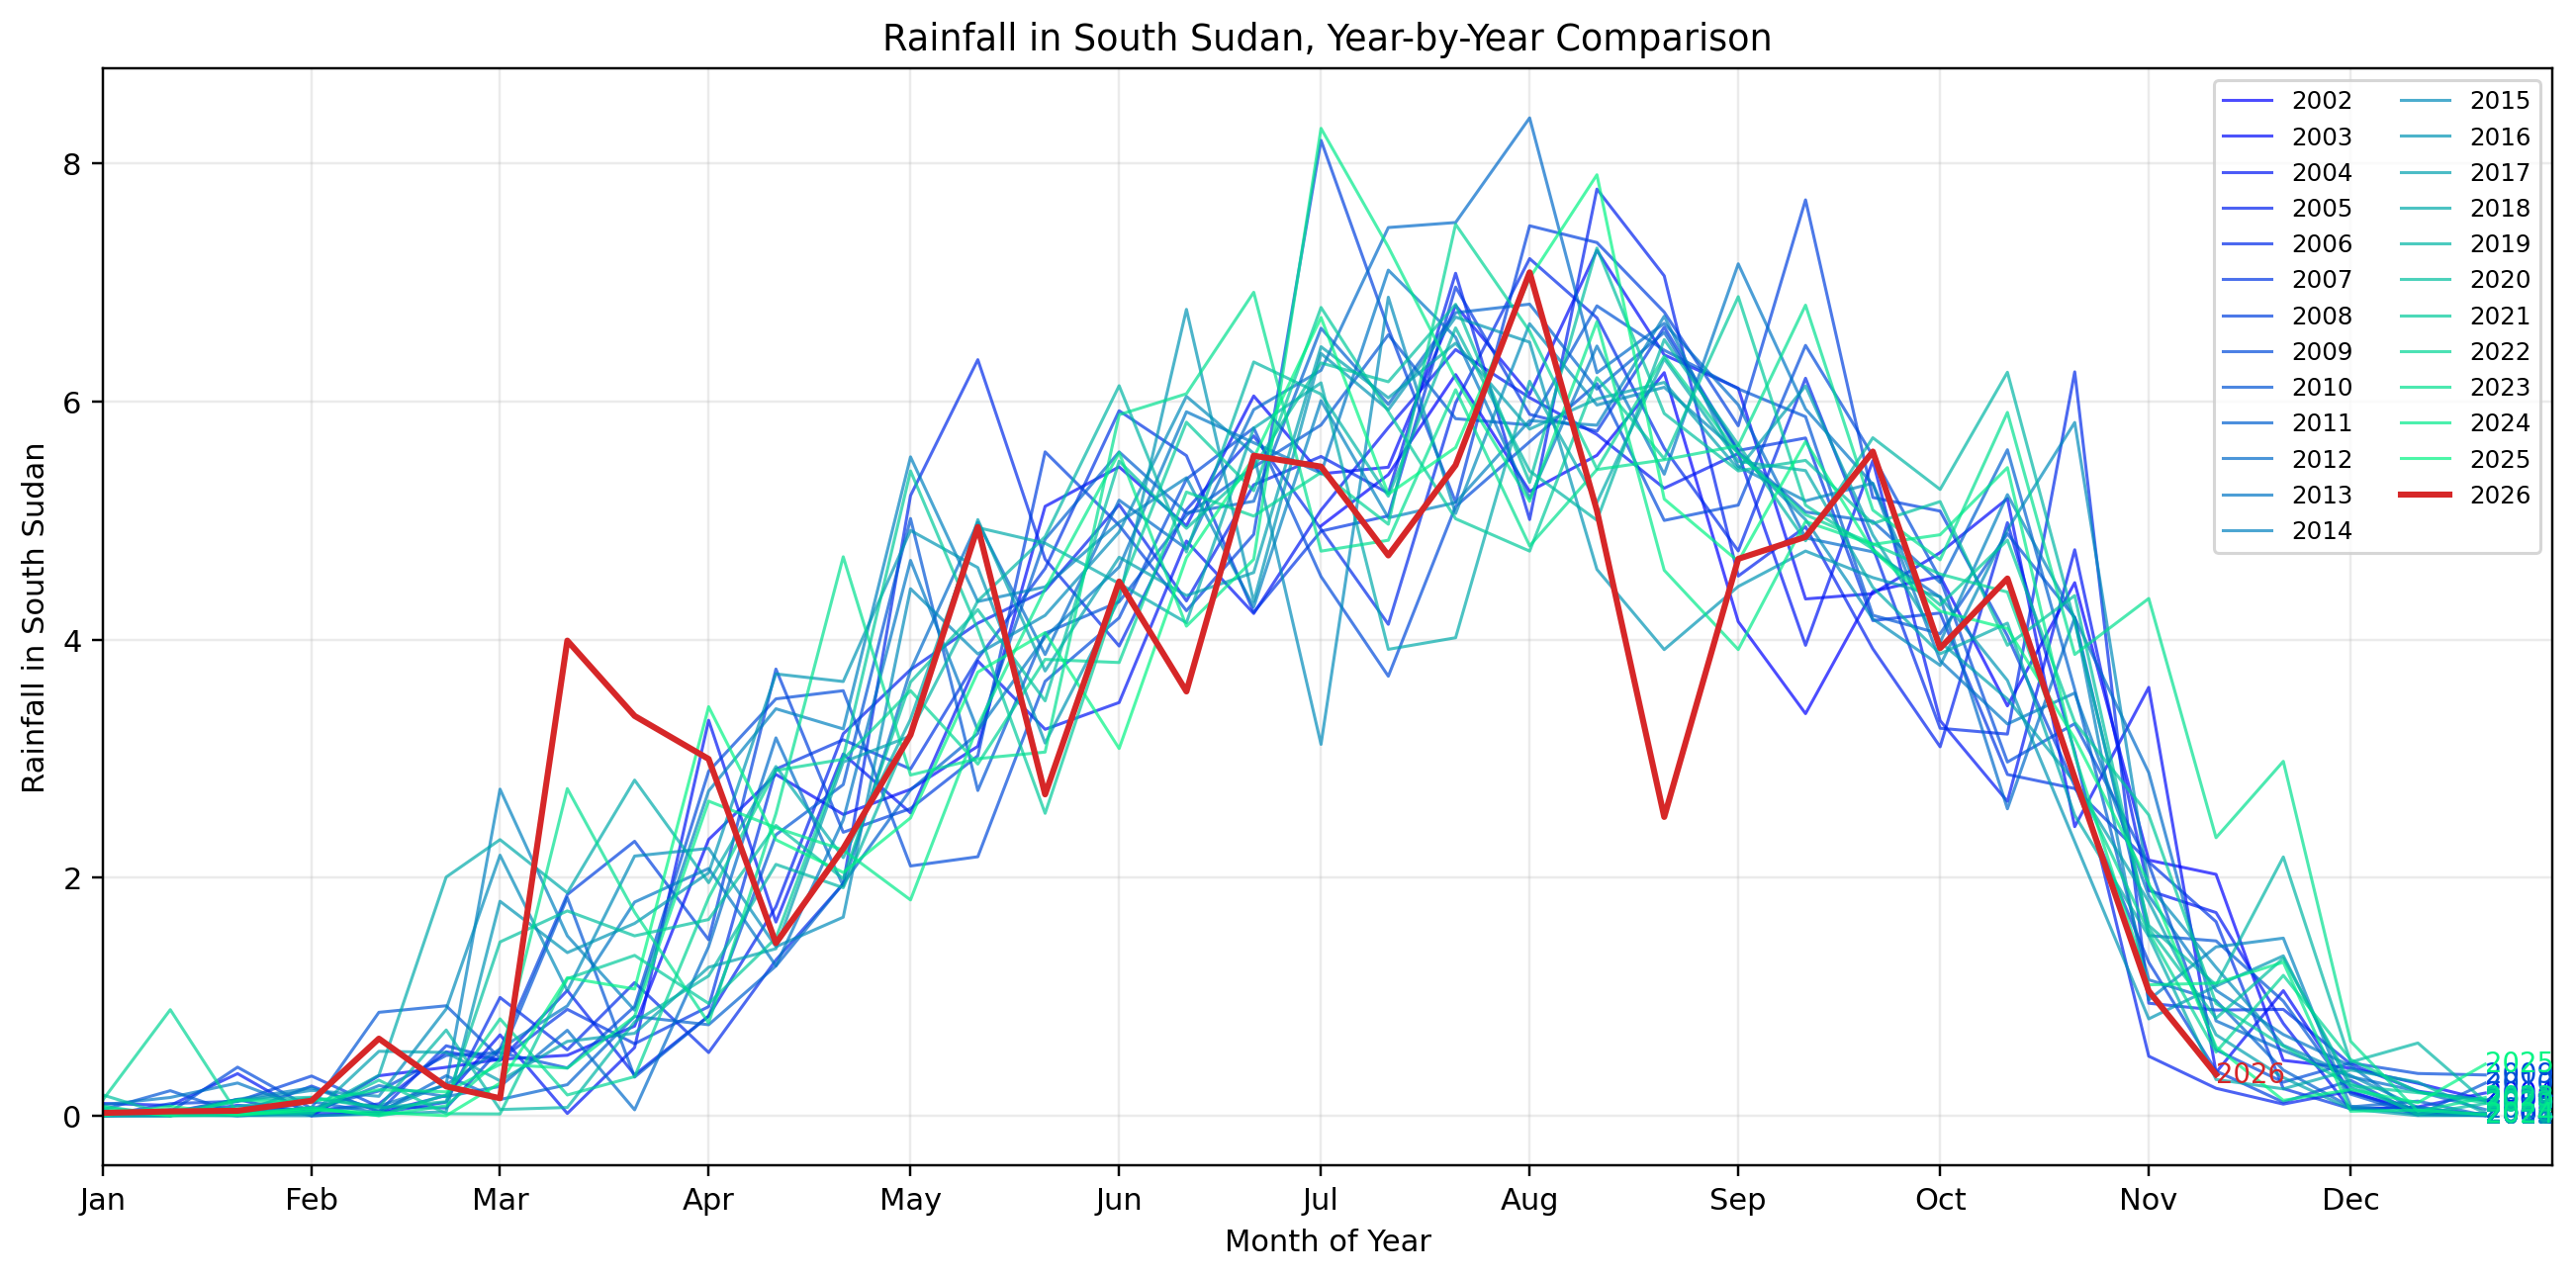 Rainfall in South Sudan, Year-by-Year Comparison
Rainfall in South Sudan
8
6
4
2
0
2002
2003
2004
2005
2006
2007
2008
2009
2010
2011
2012
2013
2014
2015
2016
2017
2018
2019
2020
2021
2022
2023
2024
2025
2026
2026
2025
Jan
Feb
Mar
Apr
May
Jun
Jul
Aug
Sep
Oct
Nov
Dec
Month of Year